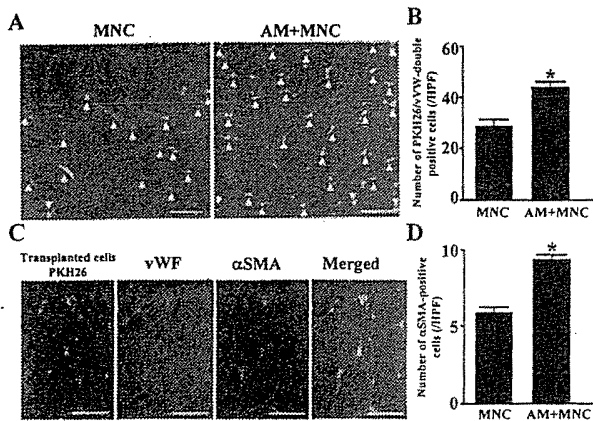 A
MNC
AM+MNC
B
Number of PKH26/vVW-double
positive cells (/HPF)
60
40
20
0
*
MNC
AM+MNC
C
Transplanted cells
PKH26
vWF
αSMA
Merged
D
Number of αSMA-positive
cells (/HPF)
10
5
0
*
MNC
AM+MNC